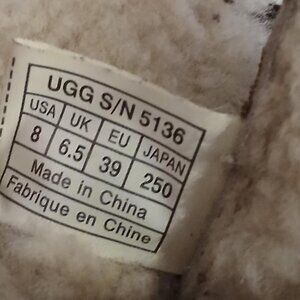 UGG S/N 5136
USA UK EU JAPAN
8 6.5 39 250
Made in China
Fabrique en Chine